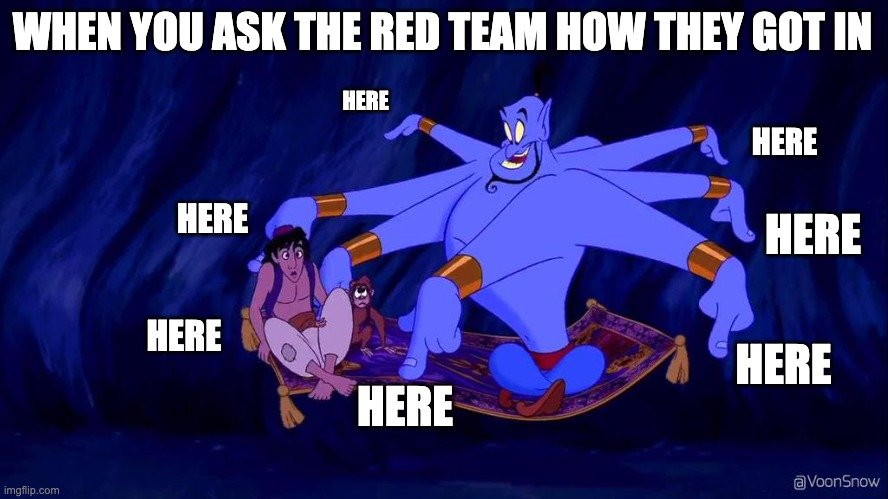 WHEN YOU ASK THE RED TEAM HOW THEY GOT IN
HERE
HERE
HERE
HERE
HERE
HERE
HERE
@VoonSnow
imgflip.com